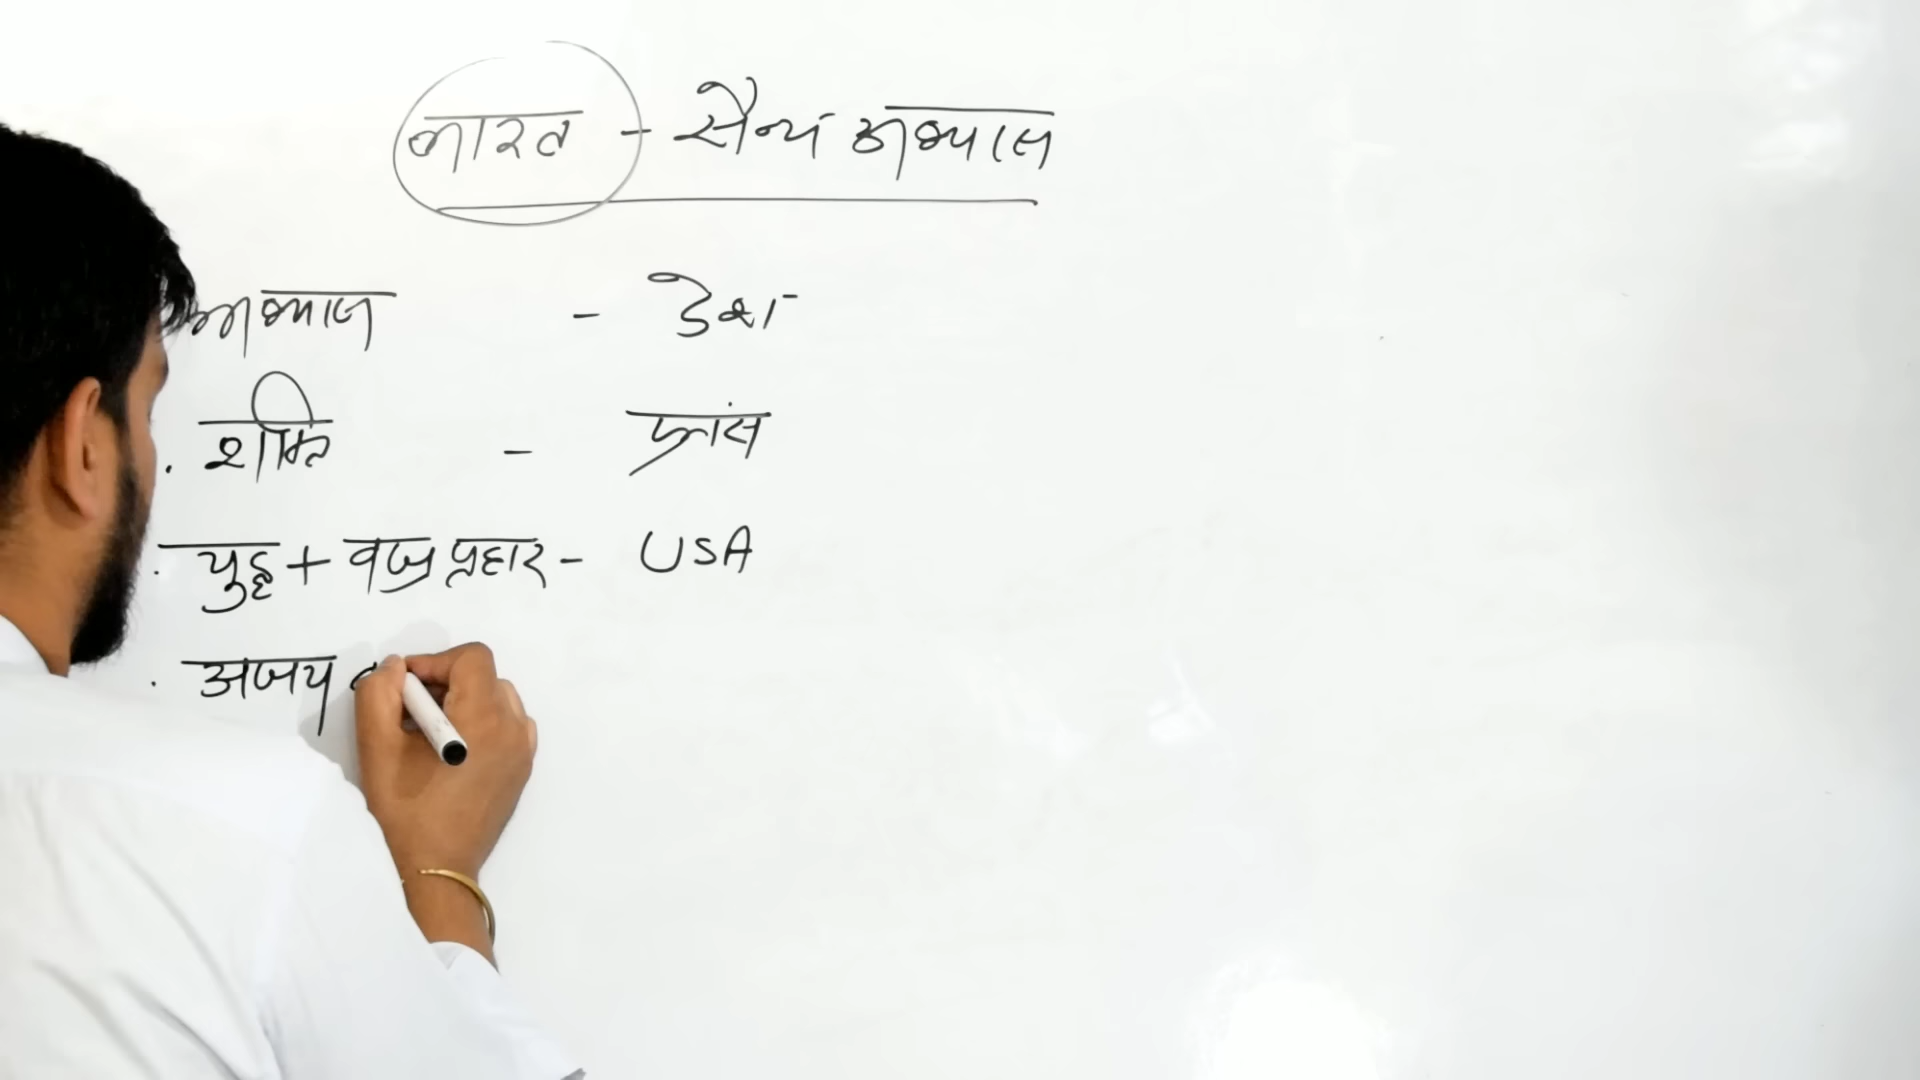 भारत - सैन्य अभ्यास
अभ्यास - देश
. शक्ति - फ्रांस
. युद्ध + वज्र प्रहार - USA
. अजय